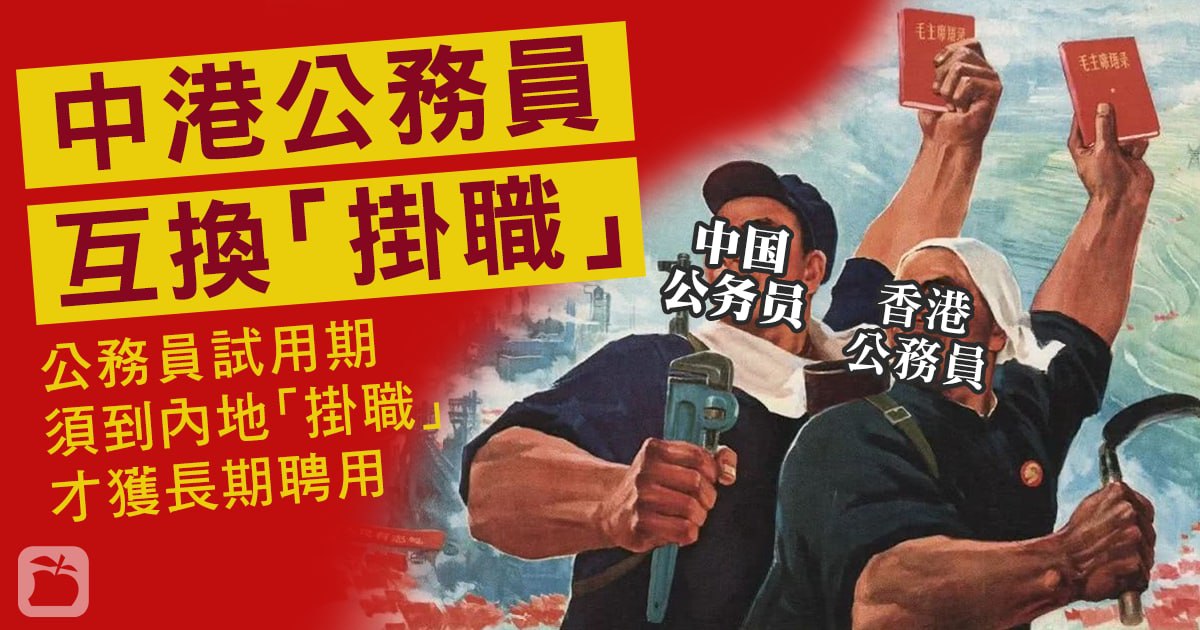 中港公務員
互換「掛職」
公務員試用期
須到內地「掛職」
才獲長期聘用
毛主席语录
毛主席语录
中国
公务员
香港
公務員